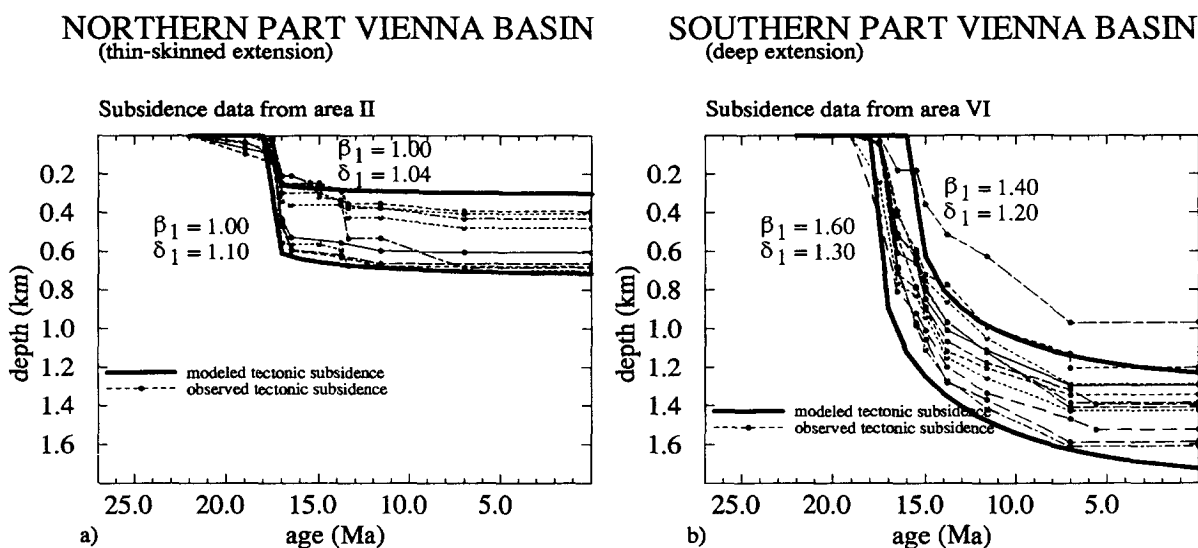 NORTHERN PART VIENNA BASIN
(thin-skinned extension)
Subsidence data from area II
β1 = 1.00
δ1 = 1.04
β1 = 1.00
δ1 = 1.10
0.2
0.4
0.6
0.8
1.0
1.2
1.4
1.6
depth (km)
modeled tectonic subsidence
observed tectonic subsidence
25.0 20.0 15.0 10.0 5.0
age (Ma)
a)
SOUTHERN PART VIENNA BASIN
(deep extension)
Subsidence data from area VI
β1 = 1.40
δ1 = 1.20
β1 = 1.60
δ1 = 1.30
0.2
0.4
0.6
0.8
1.0
1.2
1.4
1.6
depth (km)
modeled tectonic subsidence
observed tectonic subsidence
25.0 20.0 15.0 10.0 5.0
age (Ma)
b)